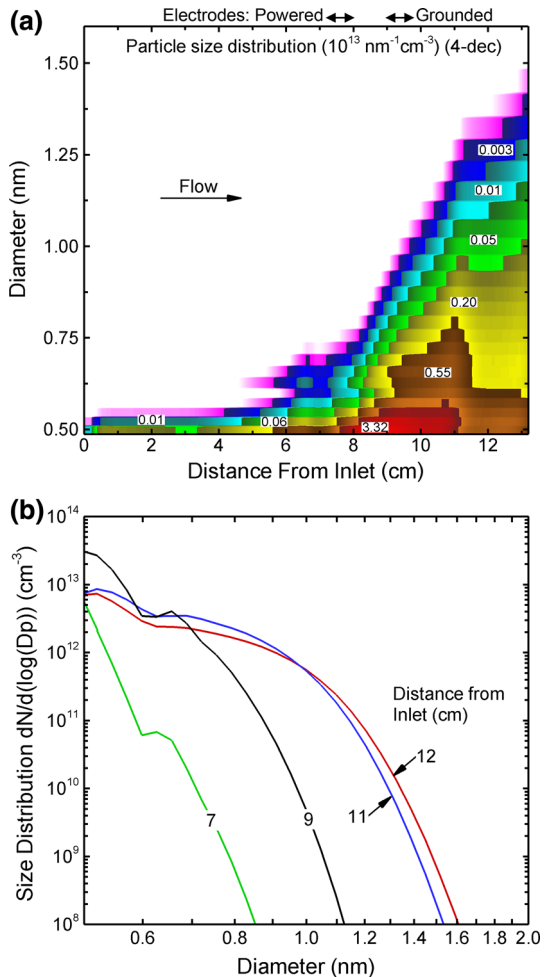 Electrodes: Powered Grounded
(a)
Particle size distribution (10¹³ nm⁻¹cm⁻³) (4-dec)
1.50
1.25
1.00
0.75
0.50
Diameter (nm)
Flow
0.003
0.01
0.05
0.20
0.55
0.01
0.06
3.32
0 2 4 6 8 10 12
Distance From Inlet (cm)
(b)
10¹⁴
10¹³
10¹²
10¹¹
10¹⁰
10⁹
10⁸
Size Distribution dN/d(log(Dp)) (cm⁻³)
Distance from
Inlet (cm)
12
11
9
7
0.6 0.8 1.0 1.2 1.4 1.6 1.8 2.0
Diameter (nm)